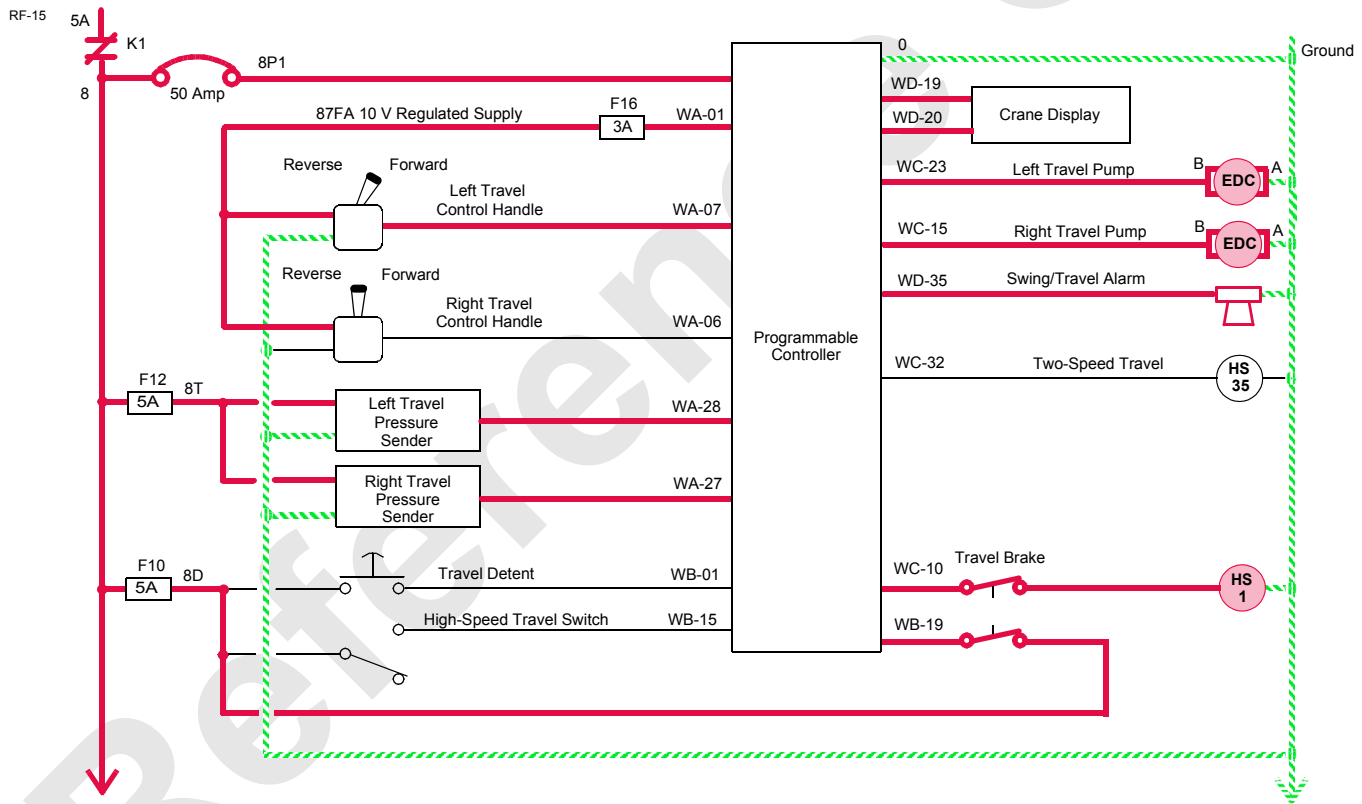 RF-15
5A
K1
8P1
8
50 Amp
87FA 10 V Regulated Supply
F16
3A
WA-01
Reverse
Forward
Left Travel
Control Handle
WA-07
Reverse
Forward
Right Travel
Control Handle
WA-06
F12
5A
8T
Left Travel
Pressure
Sender
WA-28
Right Travel
Pressure
Sender
WA-27
F10
5A
8D
Travel Detent
WB-01
High-Speed Travel Switch
WB-15
Programmable
Controller
0
Ground
WD-19
WD-20
Crane Display
WC-23
Left Travel Pump
B
EDC
A
WC-15
Right Travel Pump
B
EDC
A
WD-35
Swing/Travel Alarm
WC-32
Two-Speed Travel
HS
35
WC-10
Travel Brake
HS
1
WB-19
Reference